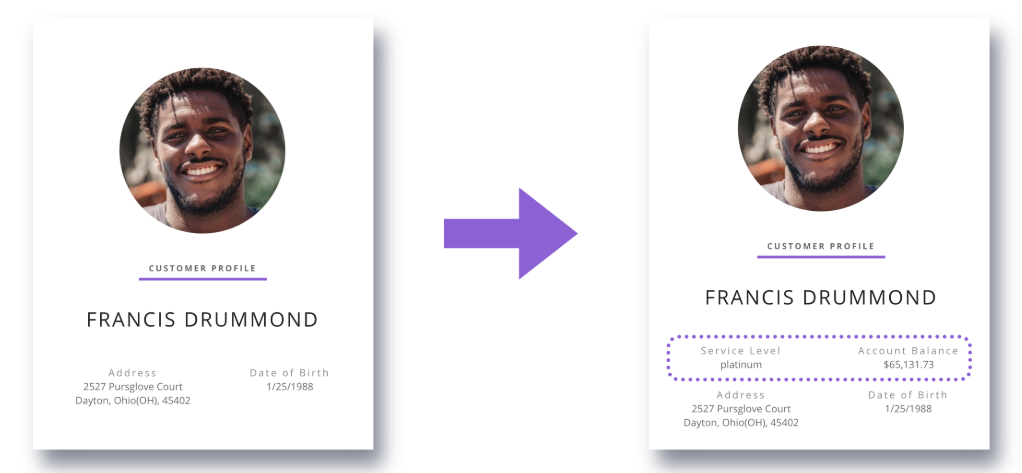 CUSTOMER PROFILE
FRANCIS DRUMMOND
Address
2527 Pursglove Court
Dayton, Ohio(OH), 45402
Date of Birth
1/25/1988
CUSTOMER PROFILE
FRANCIS DRUMMOND
Service Level
platinum
Account Balance
$65,131.73
Address
2527 Pursglove Court
Dayton, Ohio(OH), 45402
Date of Birth
1/25/1988